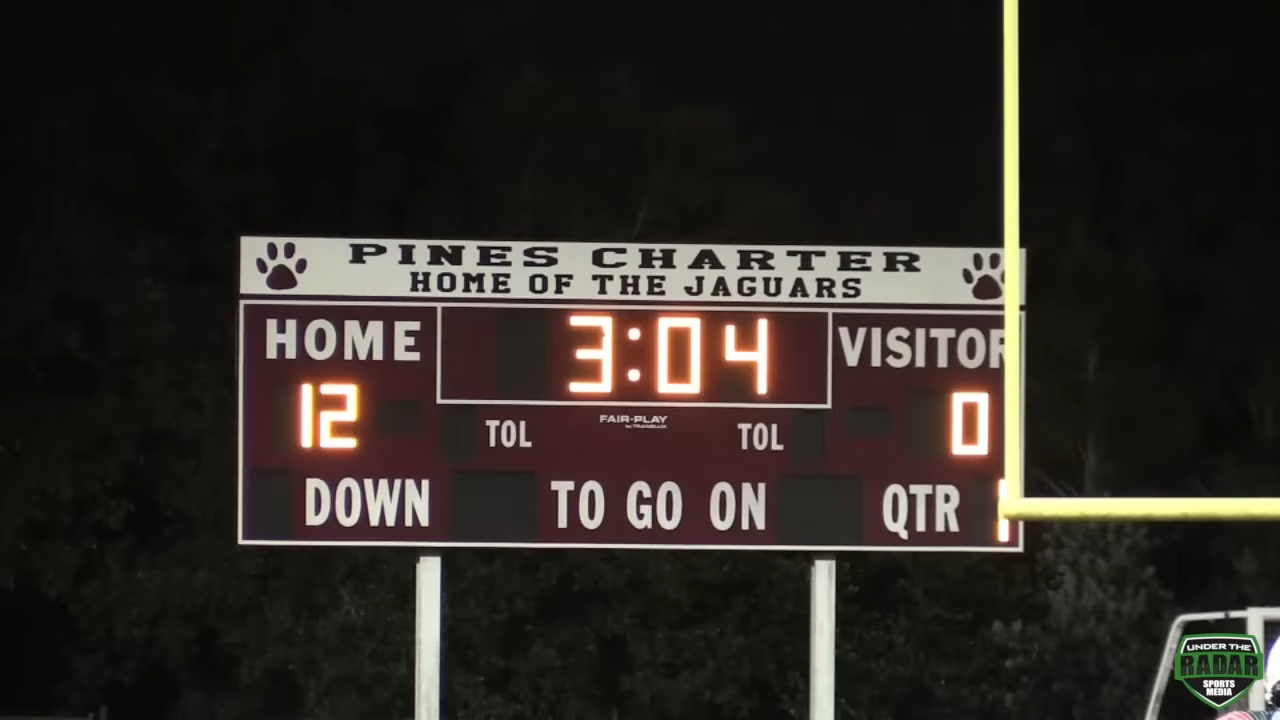 PINES CHARTER
HOME OF THE JAGUARS
HOME 3:04 VISITOR
12 0
FAIR-PLAY
TOL TOL
DOWN TO GO ON QTR 1
UNDER THE
RADAR
SPORTS
MEDIA